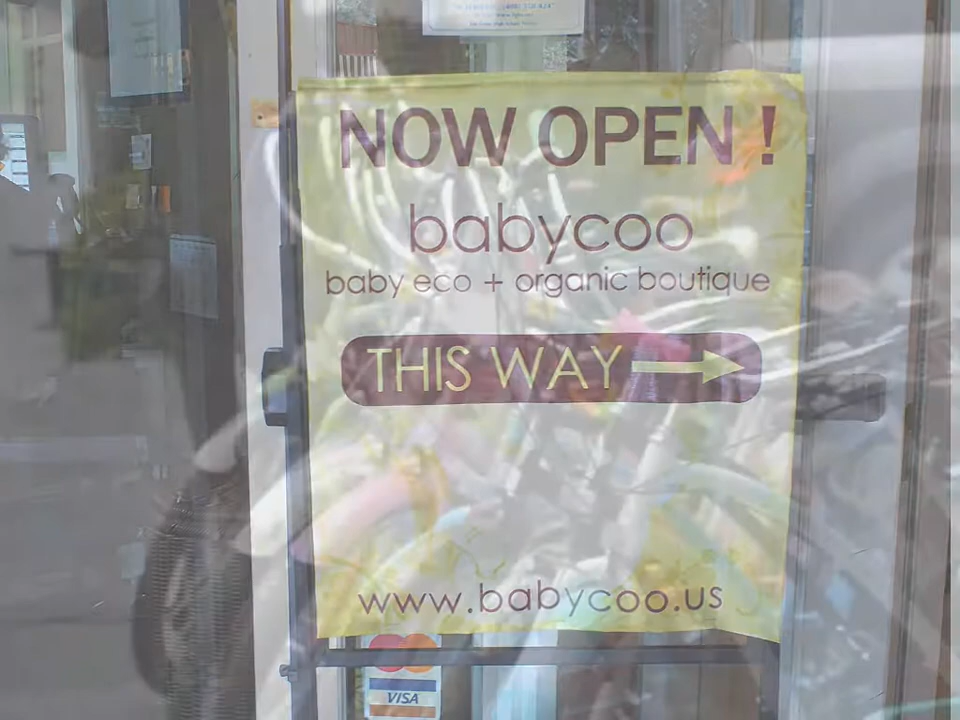 NOW OPEN !
babycoo
baby eco + organic boutique
THIS WAY
www.babycoo.us
VISA